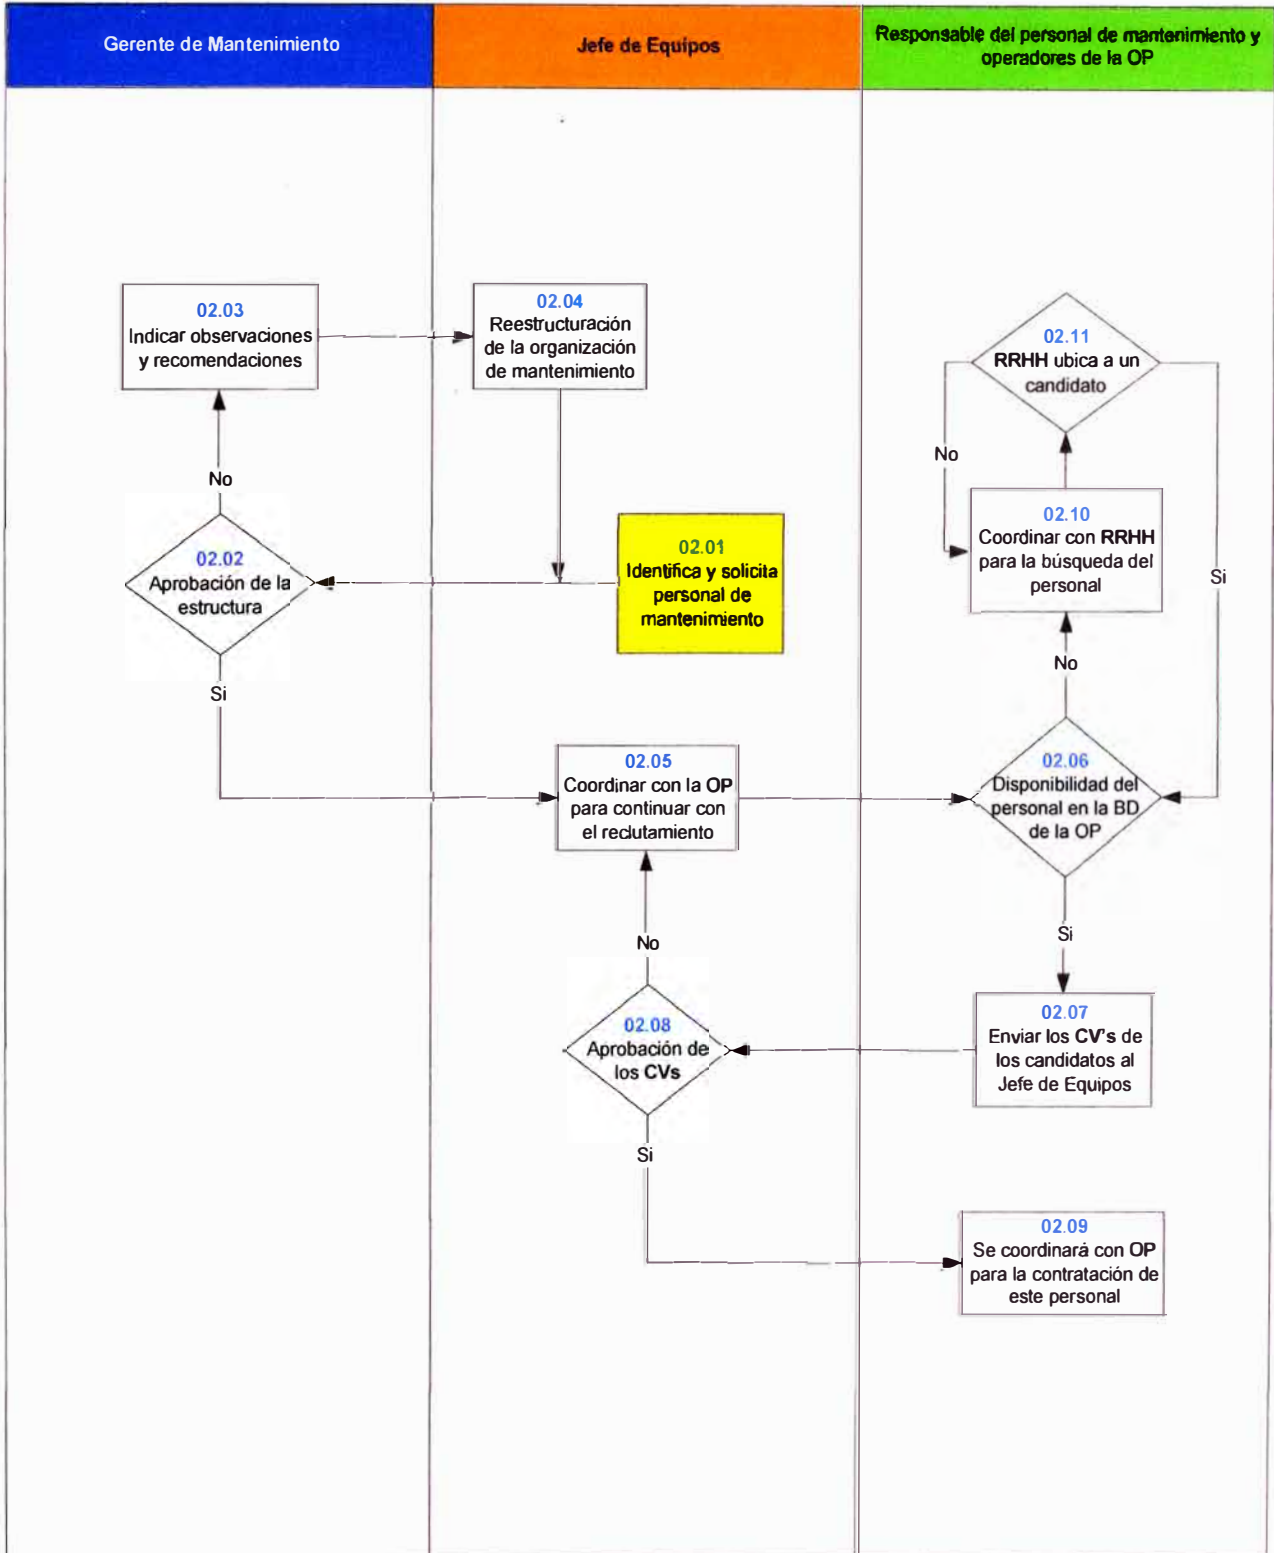 Gerente de Mantenimiento
Jefe de Equipos
Responsable del personal de mantenimiento y
operadores de la OP
02.03
Indicar observaciones
y recomendaciones
02.04
Reestructuración
de la organización
de mantenimiento
02.11
RRHH ubica a un
candidato
No
No
02.10
Coordinar con RRHH
para la búsqueda del
personal
Si
02.02
Aprobación de la
estructura
02.01
Identifica y solicita
personal de
mantenimiento
No
Si
02.05
Coordinar con la OP
para continuar con
el reclutamiento
02.06
Disponibilidad del
personal en la BD
de la OP
No
Si
02.08
Aprobación de
los CVs
02.07
Enviar los CV's de
los candidatos al
Jefe de Equipos
Si
02.09
Se coordinará con OP
para la contratación de
este personal